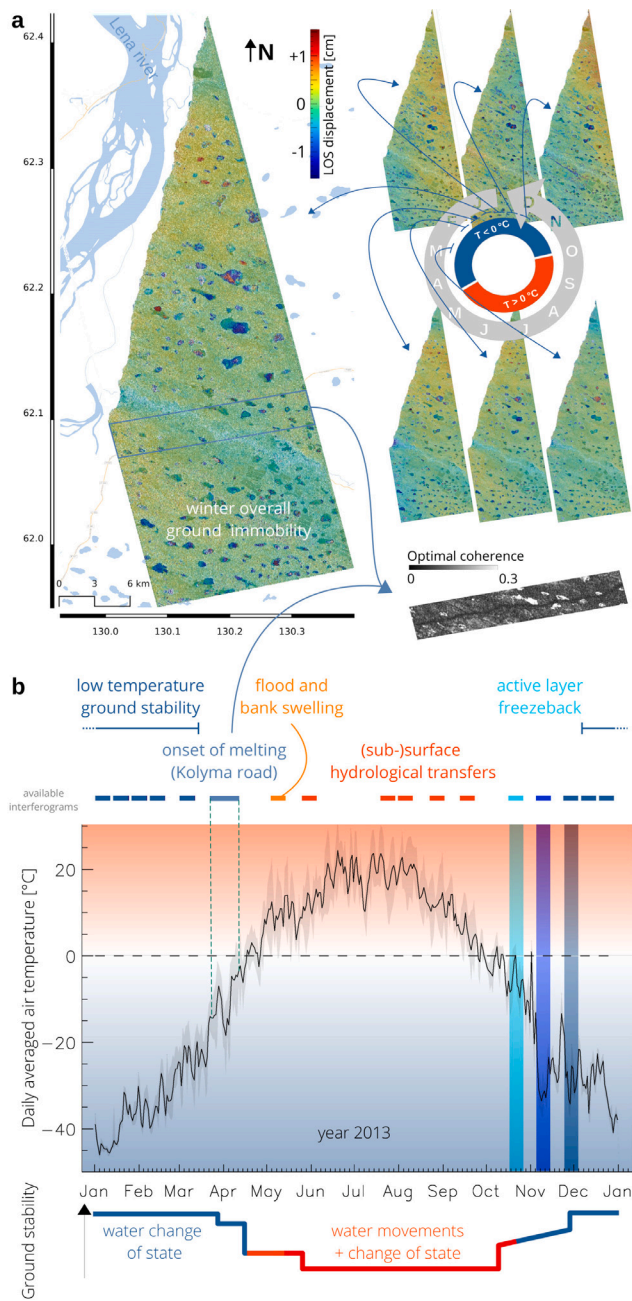 a
62.4
62.3
62.2
62.1
62.0
Lena river
N
LOS displacement [cm]
+1
0
-1
winter overall
ground immobility
0 3 6 km
130.0 130.1 130.2 130.3
T < 0 °C
T > 0 °C
D
N
O
S
A
J
J
M
A
M
Optimal coherence
0 0.3
b
low temperature
ground stability
flood and
bank swelling
active layer
freezeback
onset of melting
(Kolyma road)
(sub-)surface
hydrological transfers
available
interferograms
Daily averaged air temperature [°C]
20
0
−20
−40
year 2013
Jan Feb Mar Apr May Jun Jul Aug Sep Oct Nov Dec Jan
Ground stability
water change
of state
water movements
+ change of state